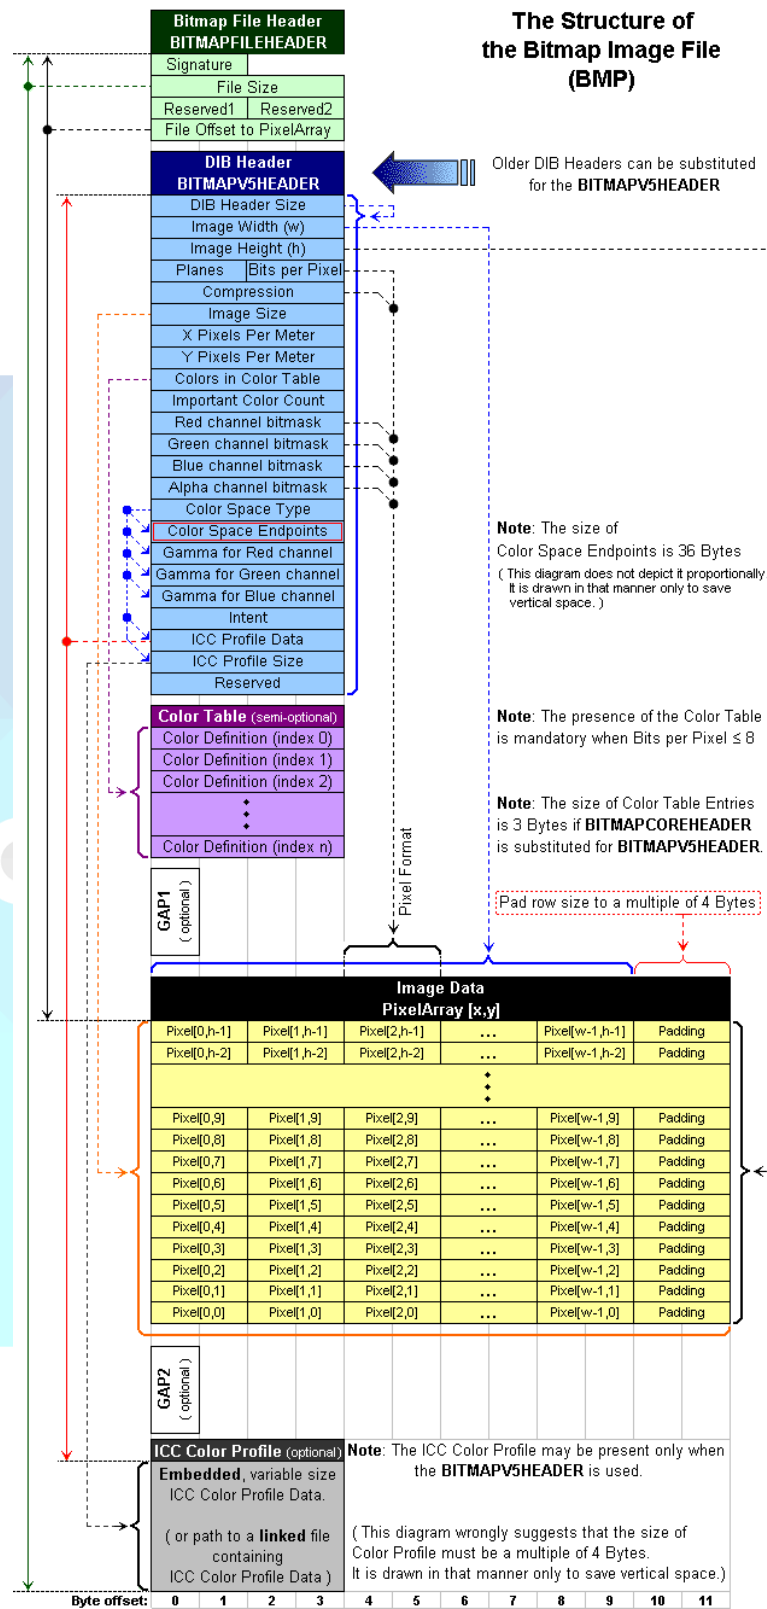 Bitmap File Header
BITMAPFILEHEADER
The Structure of
the Bitmap Image File
(BMP)
Signature
File Size
Reserved1 Reserved2
File Offset to PixelArray
DIB Header
BITMAPV5HEADER
Older DIB Headers can be substituted
for the BITMAPV5HEADER
DIB Header Size
Image Width (w)
Image Height (h)
Planes Bits per Pixel
Compression
Image Size
X Pixels Per Meter
Y Pixels Per Meter
Colors in Color Table
Important Color Count
Red channel bitmask
Green channel bitmask
Blue channel bitmask
Alpha channel bitmask
Color Space Type
Color Space Endpoints
Gamma for Red channel
Gamma for Green channel
Gamma for Blue channel
Intent
ICC Profile Data
ICC Profile Size
Reserved
Note: The size of
Color Space Endpoints is 36 Bytes
( This diagram does not depict it proportionally
It is drawn in that manner only to save
vertical space. )
Color Table (semi-optional)
Color Definition (index 0)
Color Definition (index 1)
Color Definition (index 2)
Color Definition (index n)
Note: The presence of the Color Table
is mandatory when Bits per Pixel ≤ 8
Note: The size of Color Table Entries
is 3 Bytes if BITMAPCOREHEADER
is substituted for BITMAPV5HEADER.
GAP1
( optional )
Pixel Format
Pad row size to a multiple of 4 Bytes
Image Data
PixelArray [x,y]
Pixel[0,h-1] Pixel[1,h-1] Pixel[2,h-1] ... Pixel[w-1,h-1] Padding
Pixel[0,h-2] Pixel[1,h-2] Pixel[2,h-2] ... Pixel[w-1,h-2] Padding
Pixel[0,9] Pixel[1,9] Pixel[2,9] ... Pixel[w-1,9] Padding
Pixel[0,8] Pixel[1,8] Pixel[2,8] ... Pixel[w-1,8] Padding
Pixel[0,7] Pixel[1,7] Pixel[2,7] ... Pixel[w-1,7] Padding
Pixel[0,6] Pixel[1,6] Pixel[2,6] ... Pixel[w-1,6] Padding
Pixel[0,5] Pixel[1,5] Pixel[2,5] ... Pixel[w-1,5] Padding
Pixel[0,4] Pixel[1,4] Pixel[2,4] ... Pixel[w-1,4] Padding
Pixel[0,3] Pixel[1,3] Pixel[2,3] ... Pixel[w-1,3] Padding
Pixel[0,2] Pixel[1,2] Pixel[2,2] ... Pixel[w-1,2] Padding
Pixel[0,1] Pixel[1,1] Pixel[2,1] ... Pixel[w-1,1] Padding
Pixel[0,0] Pixel[1,0] Pixel[2,0] ... Pixel[w-1,0] Padding
GAP2
( optional )
ICC Color Profile (optional)
Embedded, variable size
ICC Color Profile Data.
( or path to a linked file
containing
ICC Color Profile Data )
Note: The ICC Color Profile may be present only when
the BITMAPV5HEADER is used.
( This diagram wrongly suggests that the size of
Color Profile must be a multiple of 4 Bytes.
It is drawn in that manner only to save vertical space.)
Byte offset: 0 1 2 3 4 5 6 7 8 9 10 11